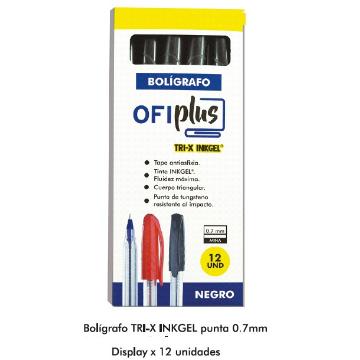 BOLÍGRAFO
OFIplus
TRI-X INKGEL®
• Tapa antiasfixia.
• Tinta INKGEL®.
Fluidez máxima.
• Cuerpo triangular.
• Punta de tungsteno
resistente al impacto.
0.7 mm
MINA
12
UND
NEGRO
Bolígrafo TRI-X INKGEL punta 0.7mm
Display x 12 unidades